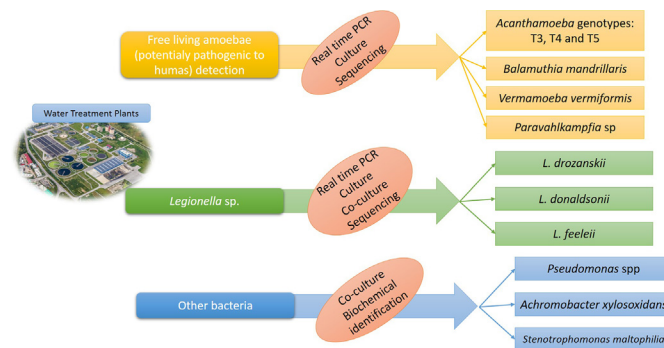 Free living amoebae
(potentialy pathogenic to
humans) detection
Real time PCR
Culture
Sequencing
Acanthamoeba genotypes:
T3, T4 and T5
Balamuthia mandrillaris
Vermamoeba vermiformis
Paravahlkampfia sp
Water Treatment Plants
Legionella sp.
Real time PCR
Culture
Co-culture
Sequencing
L. drozanskii
L. donaldsonii
L. feeleii
Other bacteria
Co-culture
Biochemical
identification
Pseudomonas spp
Achromobacter xylosoxidans
Stenotrophomonas maltophilia